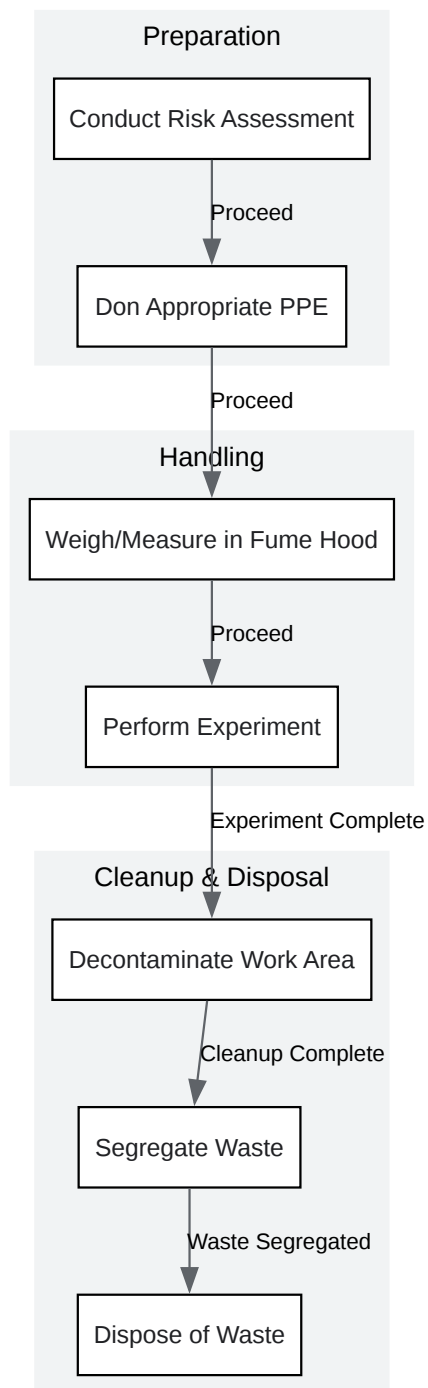 Preparation
Conduct Risk Assessment
Proceed
Don Appropriate PPE
Proceed
Handling
Weigh/Measure in Fume Hood
Proceed
Perform Experiment
Experiment Complete
Cleanup & Disposal
Decontaminate Work Area
Cleanup Complete
Segregate Waste
Waste Segregated
Dispose of Waste